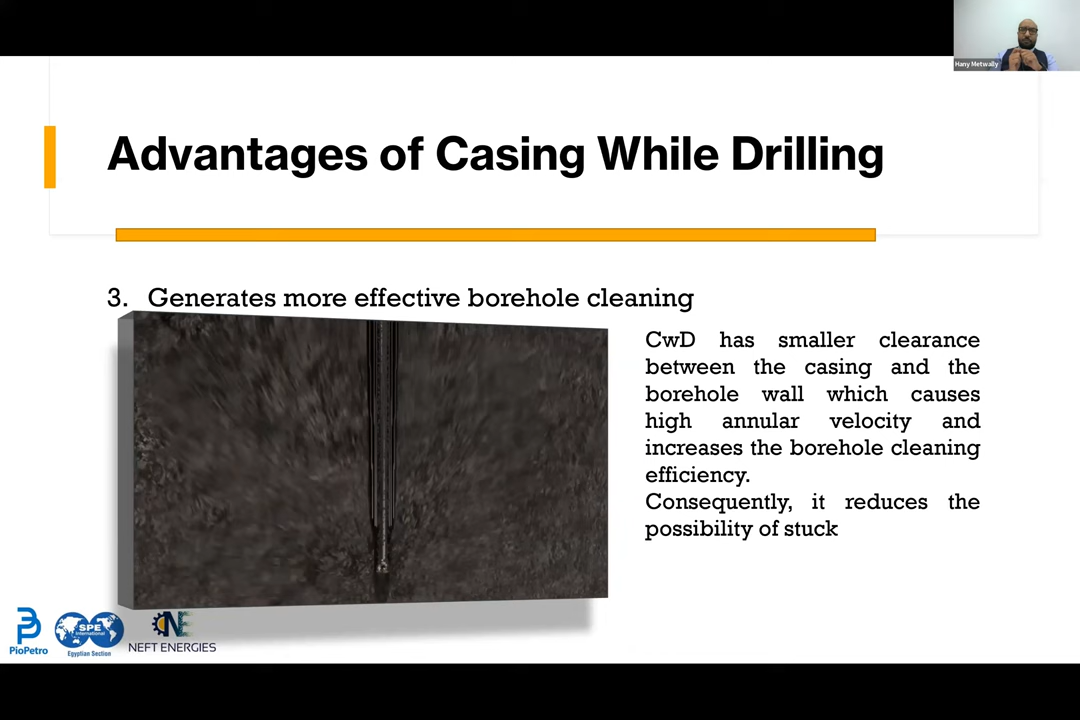 Hany Metwally
Advantages of Casing While Drilling
3. Generates more effective borehole cleaning
CwD has smaller clearance
between the casing and the
borehole wall which causes
high annular velocity and
increases the borehole cleaning
efficiency.
Consequently, it reduces the
possibility of stuck
PioPetro
SPE
International
Egyptian Section
NE
NEFT ENERGIES